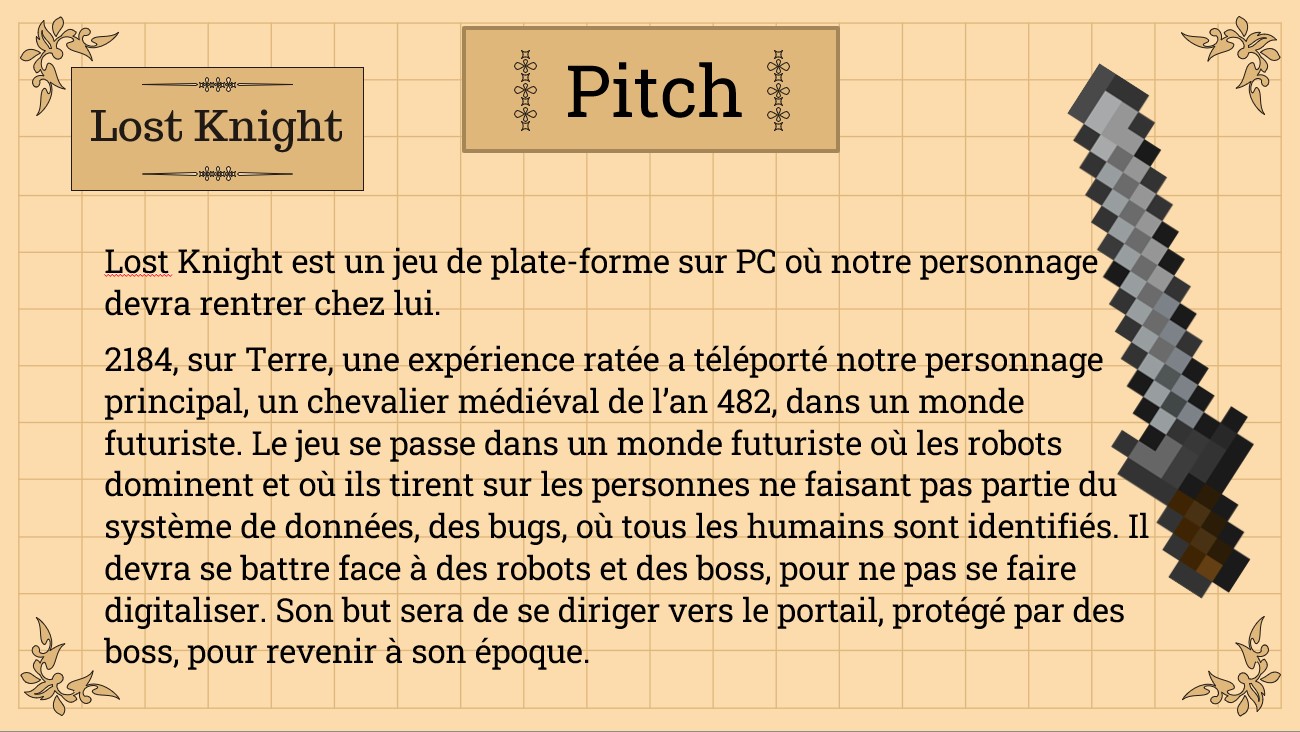 Pitch
Lost Knight
Lost Knight est un jeu de plate-forme sur PC où notre personnage
devra rentrer chez lui.
2184, sur Terre, une expérience ratée a téléporté notre personnage
principal, un chevalier médiéval de l’an 482, dans un monde
futuriste. Le jeu se passe dans un monde futuriste où les robots
dominent et où ils tirent sur les personnes ne faisant pas partie du
système de données, des bugs, où tous les humains sont identifiés. Il
devra se battre face à des robots et des boss, pour ne pas se faire
digitaliser. Son but sera de se diriger vers le portail, protégé par des
boss, pour revenir à son époque.